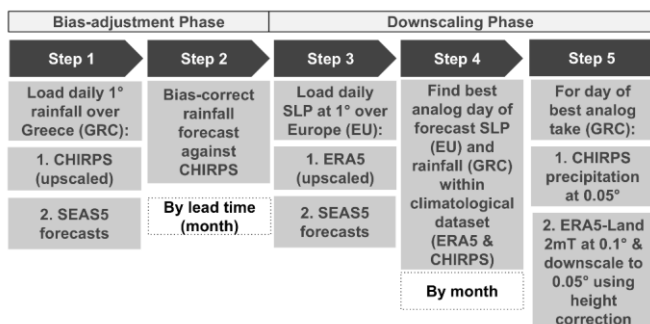 Bias-adjustment Phase
Downscaling Phase
Step 1
Step 2
Step 3
Step 4
Step 5
Load daily 1°
rainfall over
Greece (GRC):
1. CHIRPS
(upscaled)
2. SEAS5
forecasts
Bias-correct
rainfall
forecast
against
CHIRPS
By lead time
(month)
Load daily
SLP at 1° over
Europe (EU):
1. ERA5
(upscaled)
2. SEAS5
forecasts
Find best
analog day of
forecast SLP
(EU) and
rainfall (GRC)
within
climatological
dataset
(ERA5 &
CHIRPS)
By month
For day of
best analog
take (GRC):
1. CHIRPS
precipitation
at 0.05°
2. ERA5-Land
2mT at 0.1° &
downscale to
0.05° using
height
correction